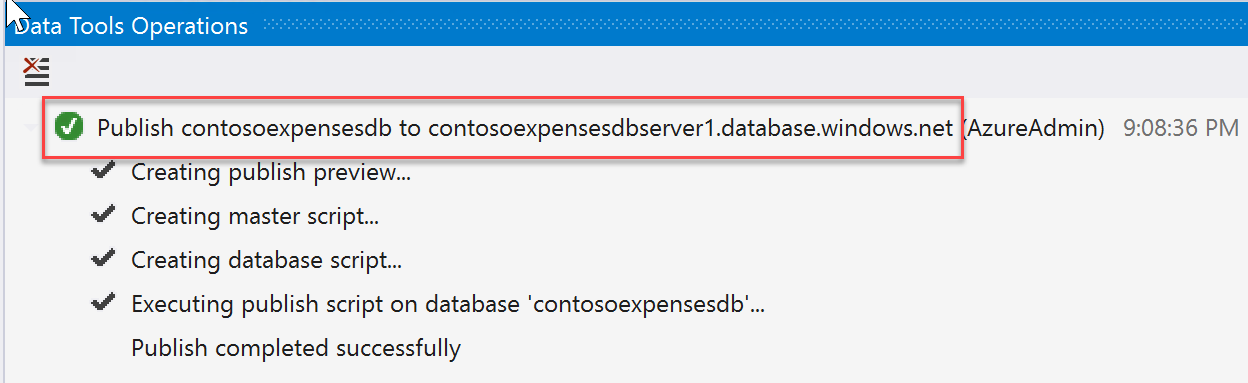 Data Tools Operations
Publish contosoexpensesdb to contosoexpensesdbserver1.database.windows.net (AzureAdmin) 9:08:36 PM
Creating publish preview...
Creating master script...
Creating database script...
Executing publish script on database 'contosoexpensesdb'...
Publish completed successfully